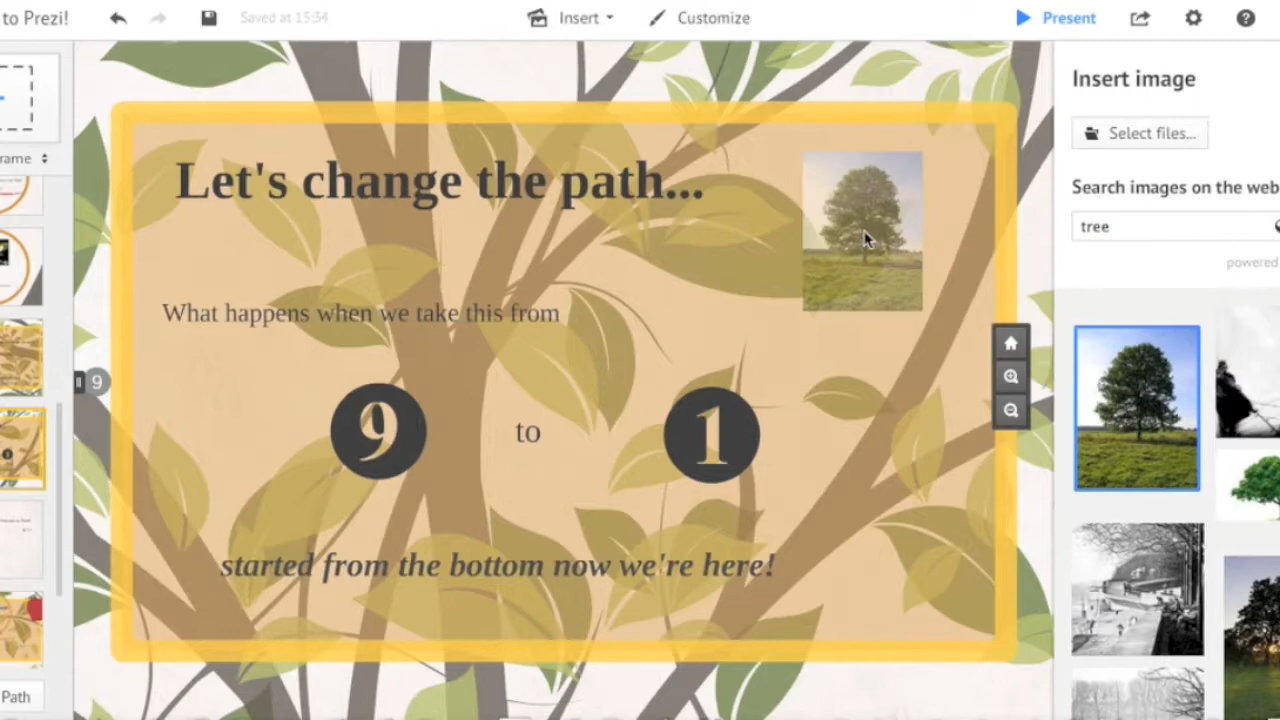 to Prezi!
Saved at 15:34
Insert
Customize
Present
Insert image
Select files...
Search images on the web
tree
powered
rame
Let's change the path...
What happens when we take this from
9 to 1
started from the bottom now we're here!
9
Path